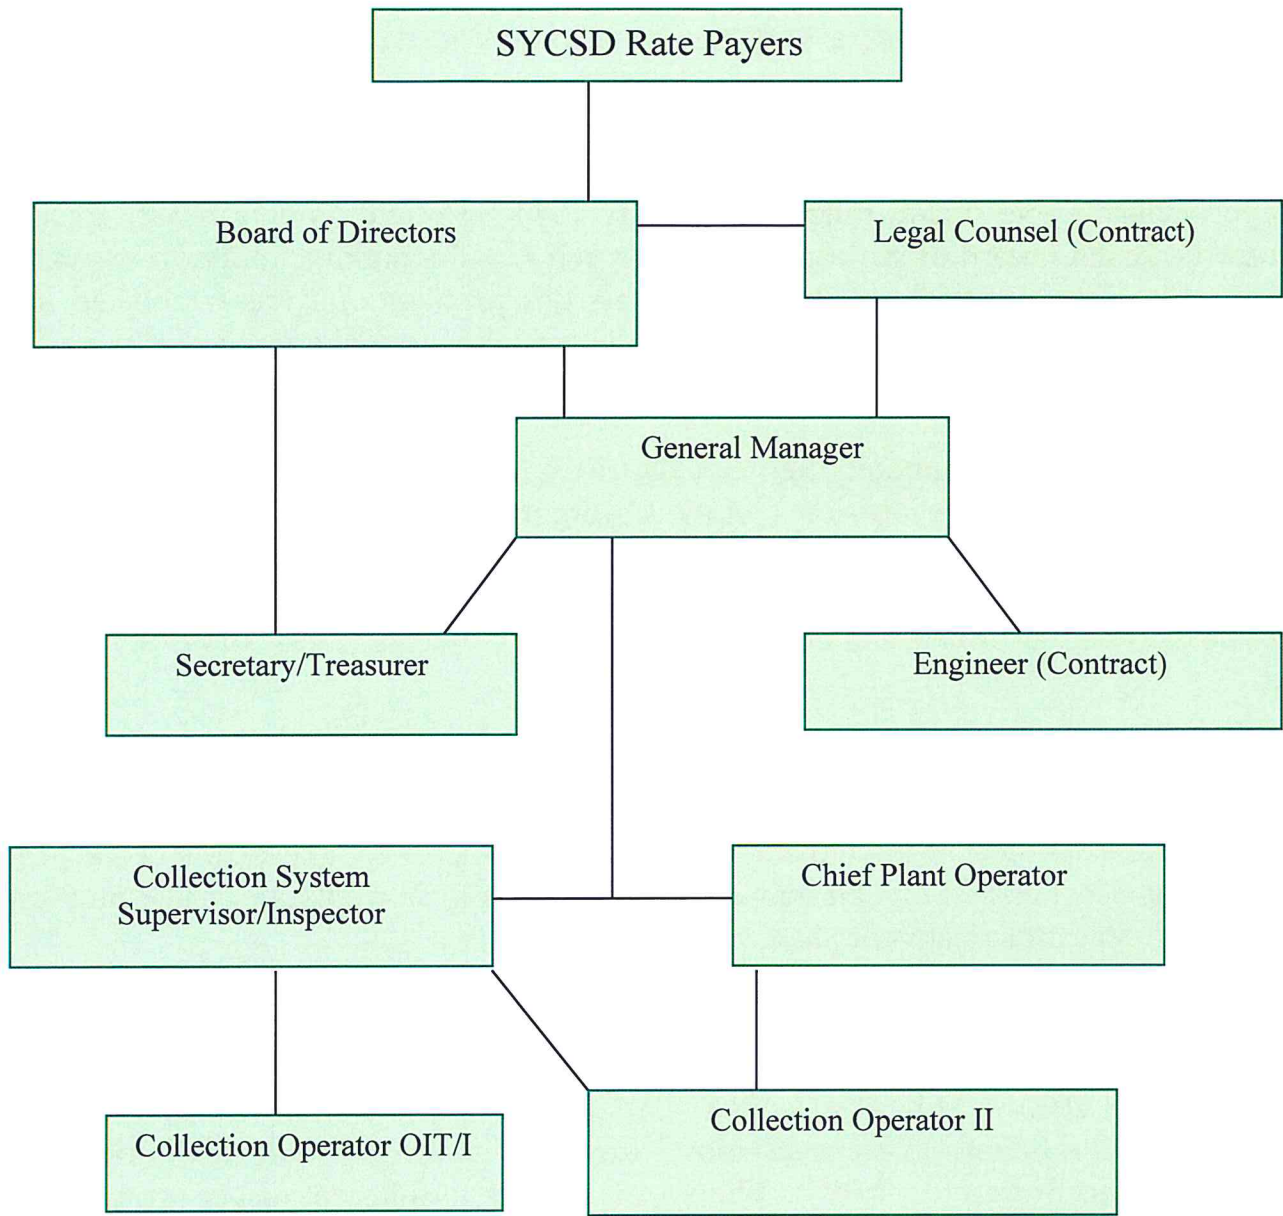 SYCSD Rate Payers
Board of Directors
Legal Counsel (Contract)
General Manager
Secretary/Treasurer
Engineer (Contract)
Collection System
Supervisor/Inspector
Chief Plant Operator
Collection Operator OIT/I
Collection Operator II